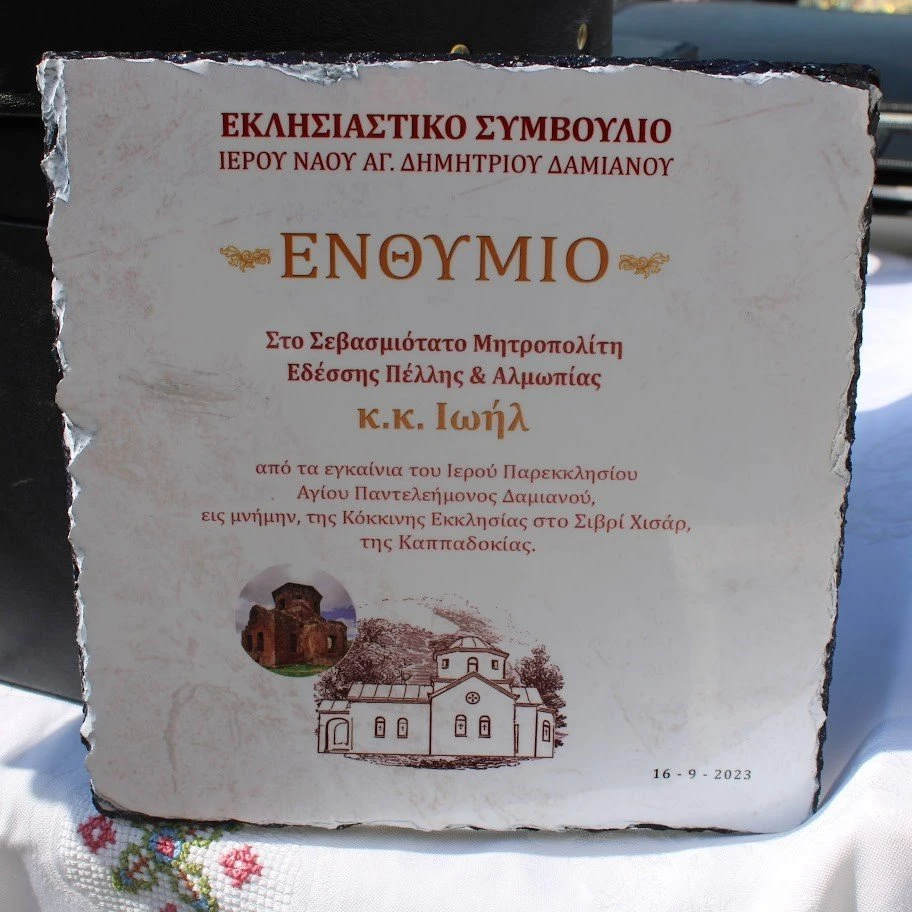 ΕΚΛΗΣΙΑΣΤΙΚΟ ΣΥΜΒΟΥΛΙΟ
ΙΕΡΟΥ ΝΑΟΥ ΑΓ. ΔΗΜΗΤΡΙΟΥ ΔΑΜΙΑΝΟΥ
ΕΝΘΥΜΙΟ
Στο Σεβασμιότατο Μητροπολίτη
Εδέσσης Πέλλης & Αλμωπίας
κ.κ. Ιωήλ
από τα εγκαίνια του Ιερού Παρεκκλησίου
Αγίου Παντελεήμονος Δαμιανού,
εις μνήμην, της Κόκκινης Εκκλησίας στο Σιβρί Χισάρ,
της Καππαδοκίας.
16 - 9 - 2023